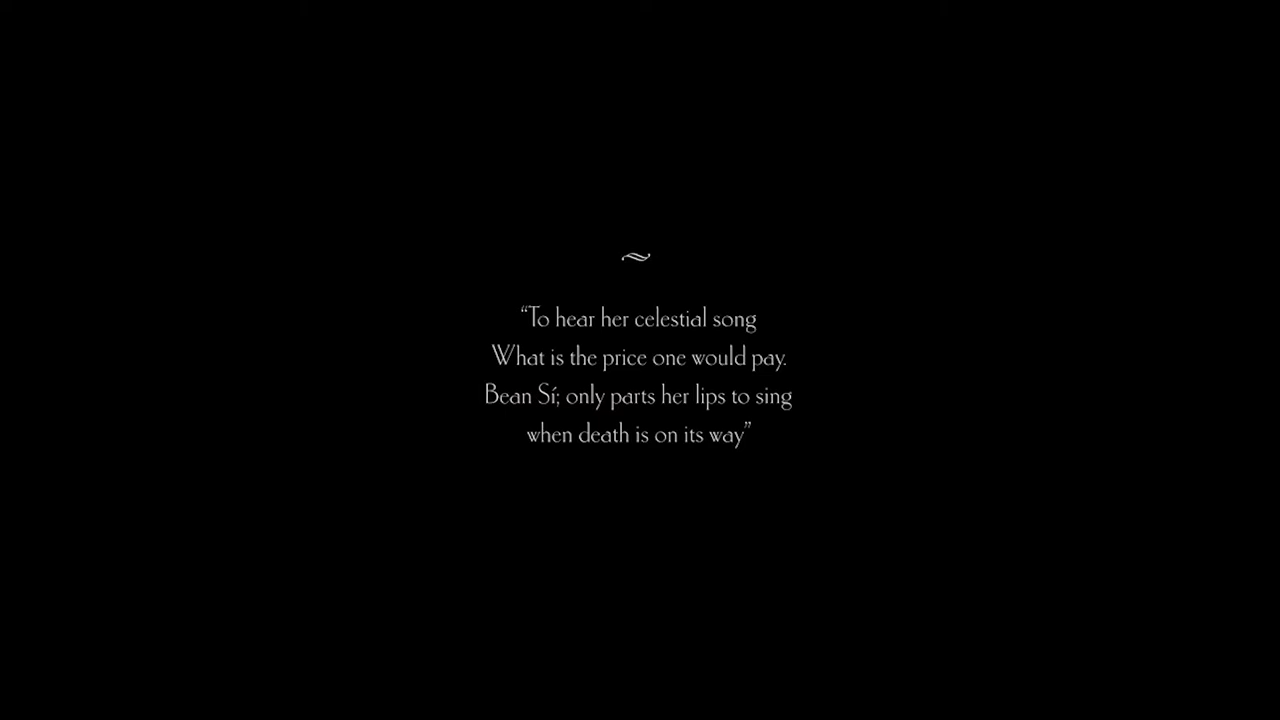 “To hear her celestial song
What is the price one would pay.
Bean Sí; only parts her lips to sing
when death is on its way”